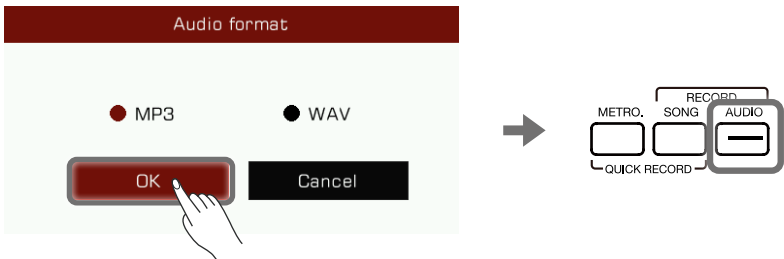 Audio format
MP3 WAV
OK Cancel
RECORD
METRO. SONG AUDIO
QUICK RECORD